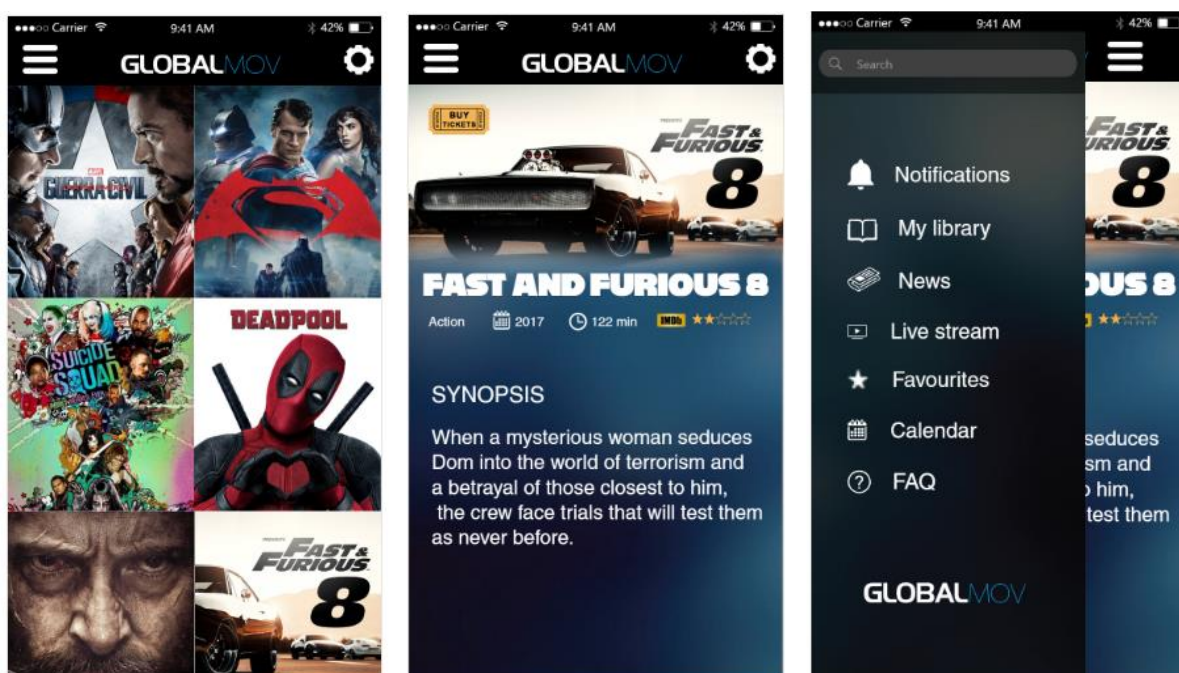 ●●●○○ Carrier 9:41 AM 42%
GLOBALMOV
MARVEL
GUERRA CIVIL
SUICIDE
SQUAD
DEADPOOL
FAST &
FURIOUS
8
●●●○○ Carrier 9:41 AM 42%
GLOBALMOV
BUY
TICKETS
FAST &
FURIOUS
8
FAST AND FURIOUS 8
Action 2017 122 min IMDb
SYNOPSIS
When a mysterious woman seduces
Dom into the world of terrorism and
a betrayal of those closest to him,
the crew face trials that will test them
as never before.
●●●○○ Carrier 9:41 AM 42%
Search
Notifications
My library
News
Live stream
Favourites
Calendar
FAQ
GLOBALMOV
FAST &
URIOUS
8
OUS 8
seduces
sm and
o him,
test them